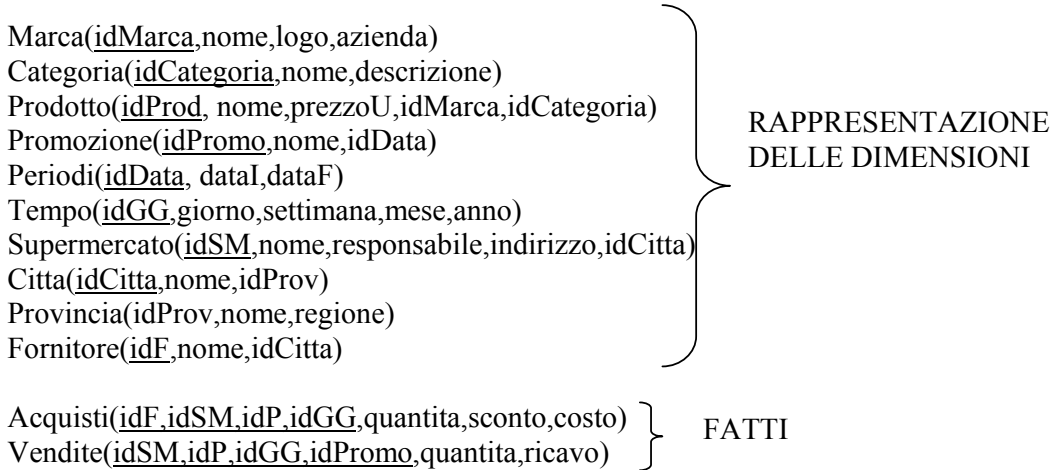 Marca(idMarca,nome,logo,azienda)
Categoria(idCategoria,nome,descrizione)
Prodotto(idProd, nome,prezzoU,idMarca,idCategoria)
Promozione(idPromo,nome,idData)
Periodi(idData, dataI,dataF)
Tempo(idGG,giorno,settimana,mese,anno)
Supermercato(idSM,nome,responsabile,indirizzo,idCitta)
Citta(idCitta,nome,idProv)
Provincia(idProv,nome,regione)
Fornitore(idF,nome,idCitta)
RAPPRESENTAZIONE
DELLE DIMENSIONI
Acquisti(idF,idSM,idP,idGG,quantita,sconto,costo)
Vendite(idSM,idP,idGG,idPromo,quantita,ricavo)
FATTI